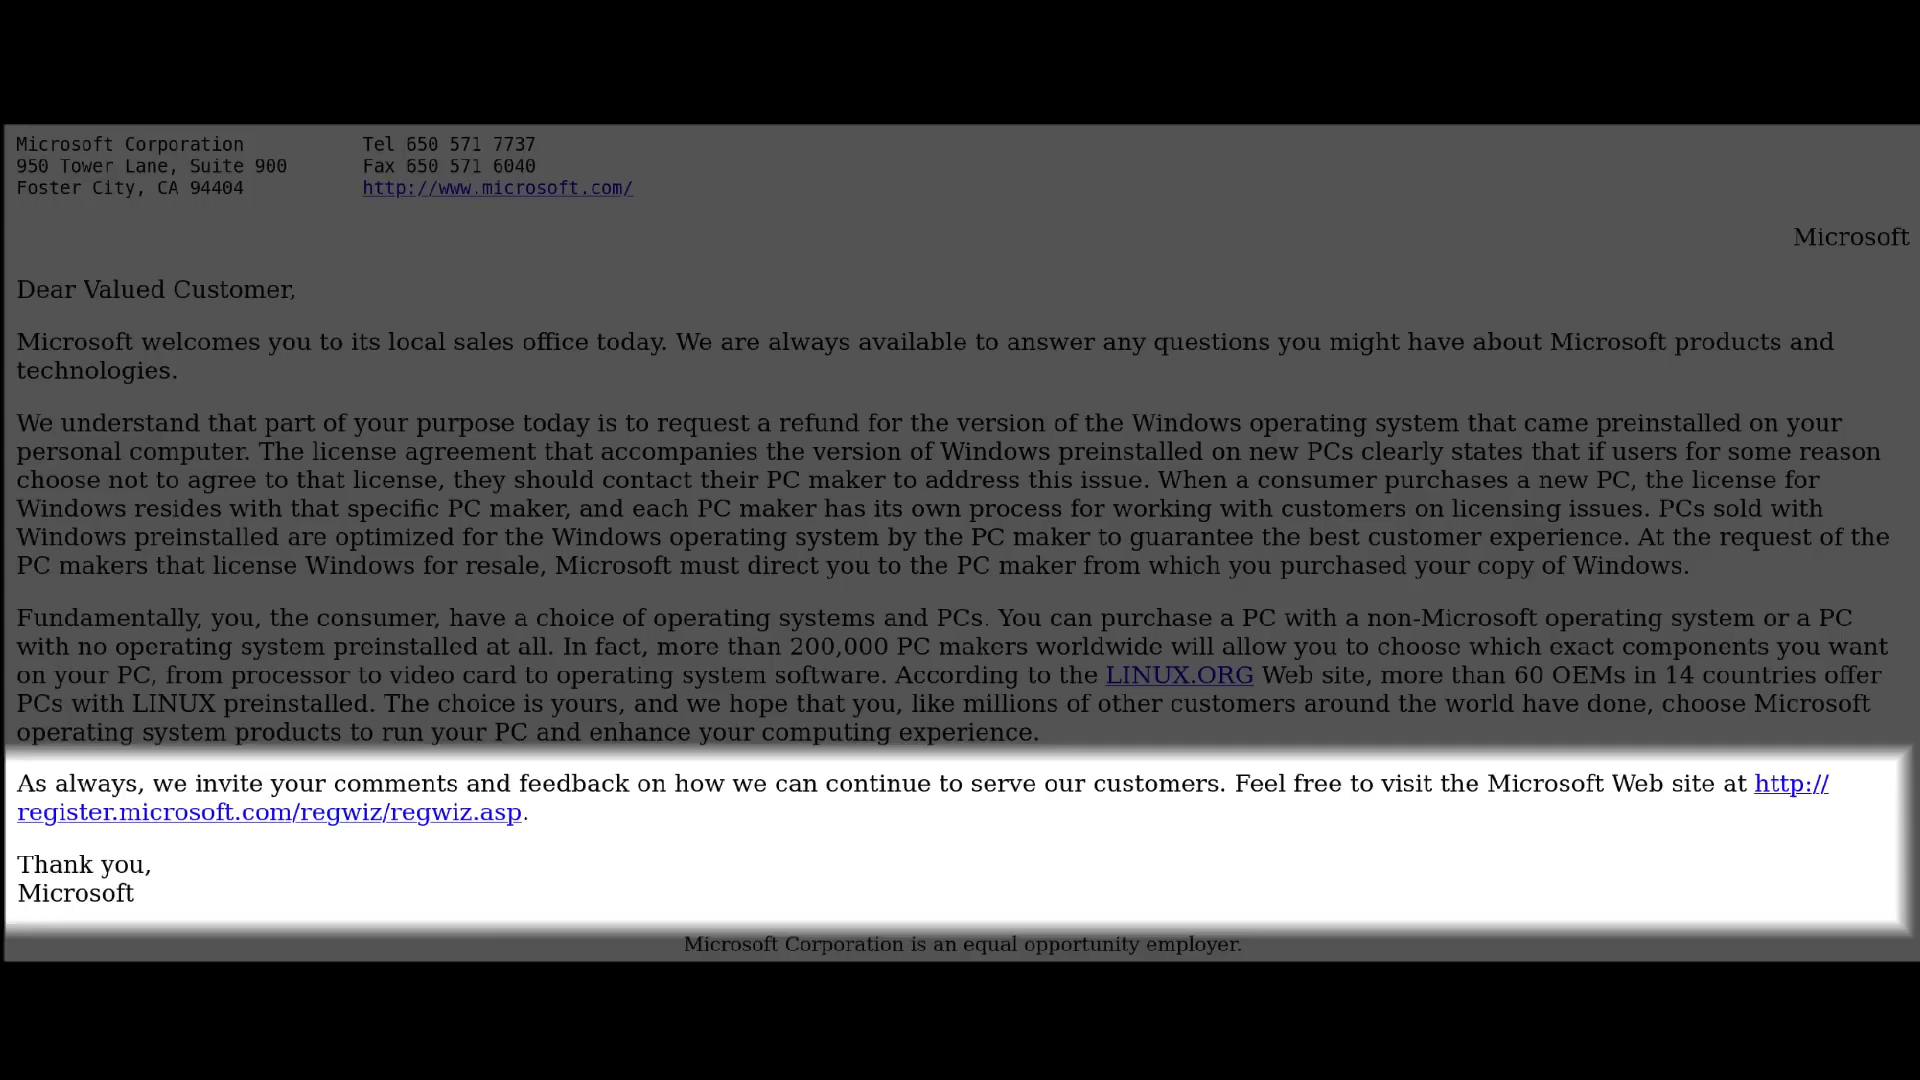 Microsoft Corporation Tel 650 571 7737
950 Tower Lane, Suite 900 Fax 650 571 6040
Foster City, CA 94404 http://www.microsoft.com/
Microsoft
Dear Valued Customer,
Microsoft welcomes you to its local sales office today. We are always available to answer any questions you might have about Microsoft products and
technologies.
We understand that part of your purpose today is to request a refund for the version of the Windows operating system that came preinstalled on your
personal computer. The license agreement that accompanies the version of Windows preinstalled on new PCs clearly states that if users for some reason
choose not to agree to that license, they should contact their PC maker to address this issue. When a consumer purchases a new PC, the license for
Windows resides with that specific PC maker, and each PC maker has its own process for working with customers on licensing issues. PCs sold with
Windows preinstalled are optimized for the Windows operating system by the PC maker to guarantee the best customer experience. At the request of the
PC makers that license Windows for resale, Microsoft must direct you to the PC maker from which you purchased your copy of Windows.
Fundamentally, you, the consumer, have a choice of operating systems and PCs. You can purchase a PC with a non-Microsoft operating system or a PC
with no operating system preinstalled at all. In fact, more than 200,000 PC makers worldwide will allow you to choose which exact components you want
on your PC, from processor to video card to operating system software. According to the LINUX.ORG Web site, more than 60 OEMs in 14 countries offer
PCs with LINUX preinstalled. The choice is yours, and we hope that you, like millions of other customers around the world have done, choose Microsoft
operating system products to run your PC and enhance your computing experience.
As always, we invite your comments and feedback on how we can continue to serve our customers. Feel free to visit the Microsoft Web site at http://
register.microsoft.com/regwiz/regwiz.asp.
Thank you,
Microsoft
Microsoft Corporation is an equal opportunity employer.